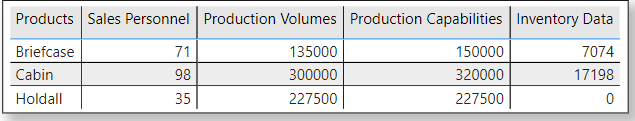 Products Sales Personnel Production Volumes Production Capabilities Inventory Data
Briefcase 71 135000 150000 7074
Cabin 98 300000 320000 17198
Holdall 35 227500 227500 0